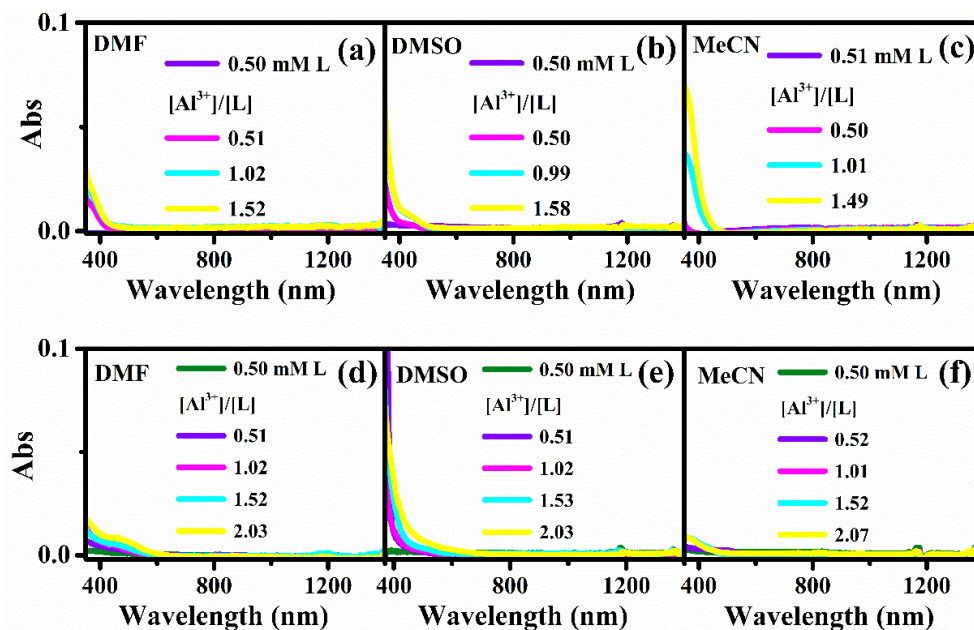 0.1
DMF
0.50 mM L
(a)
[Al³⁺]/[L]
0.51
1.02
1.52
DMSO
0.50 mM L
(b)
[Al³⁺]/[L]
0.50
0.99
1.58
MeCN
0.51 mM L
(c)
[Al³⁺]/[L]
0.50
1.01
1.49
Abs
0.0
400 800 1200
400 800 1200
400 800 1200
Wavelength (nm)
Wavelength (nm)
Wavelength (nm)
0.1
DMF
0.50 mM L
(d)
[Al³⁺]/[L]
0.51
1.02
1.52
2.03
DMSO
0.50 mM L
(e)
[Al³⁺]/[L]
0.51
1.02
1.53
2.03
MeCN
0.50 mM L
(f)
[Al³⁺]/[L]
0.52
1.01
1.52
2.07
Abs
0.0
400 800 1200
400 800 1200
400 800 1200
Wavelength (nm)
Wavelength (nm)
Wavelength (nm)